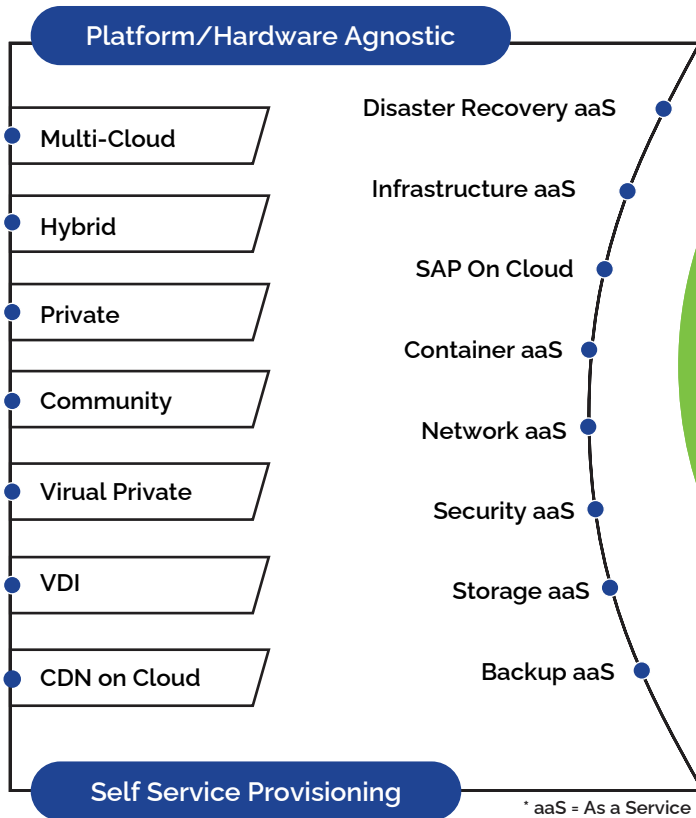 Platform/Hardware Agnostic
Multi-Cloud
Hybrid
Private
Community
Virual Private
VDI
CDN on Cloud
Disaster Recovery aaS
Infrastructure aaS
SAP On Cloud
Container aaS
Network aaS
Security aaS
Storage aaS
Backup aaS
Self Service Provisioning
* aaS = As a Service